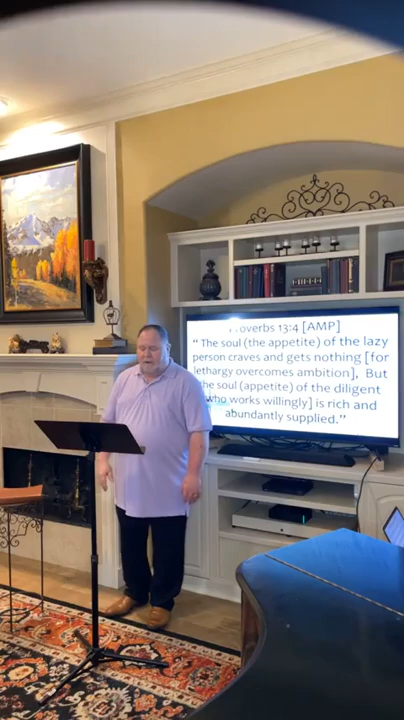 Proverbs 13:4 [AMP]
“ The soul (the appetite) of the lazy
person craves and gets nothing [for
lethargy overcomes ambition], But
the soul (appetite) of the diligent
who works willingly] is rich and
abundantly supplied.”